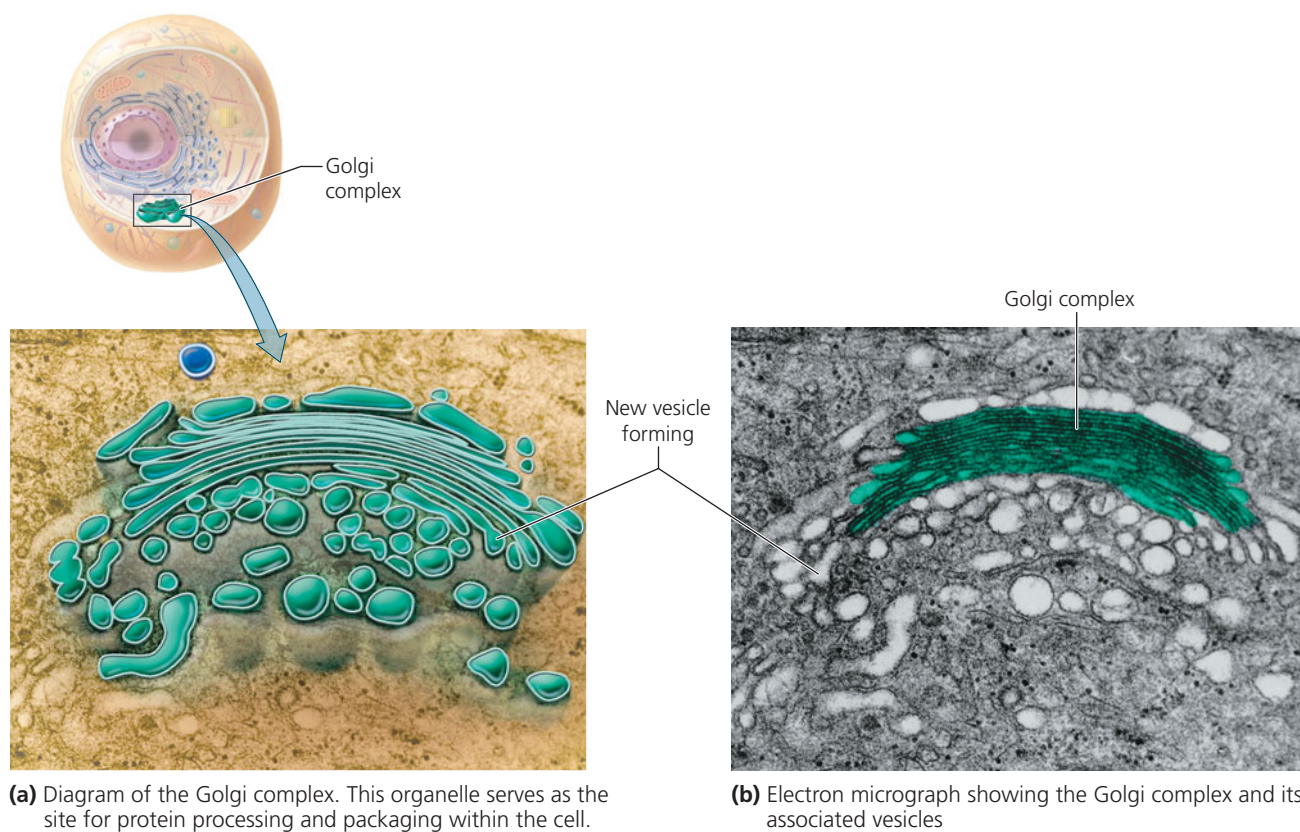 Golgi
complex
Golgi complex
New vesicle
forming
(a) Diagram of the Golgi complex. This organelle serves as the
site for protein processing and packaging within the cell.
(b) Electron micrograph showing the Golgi complex and its
associated vesicles